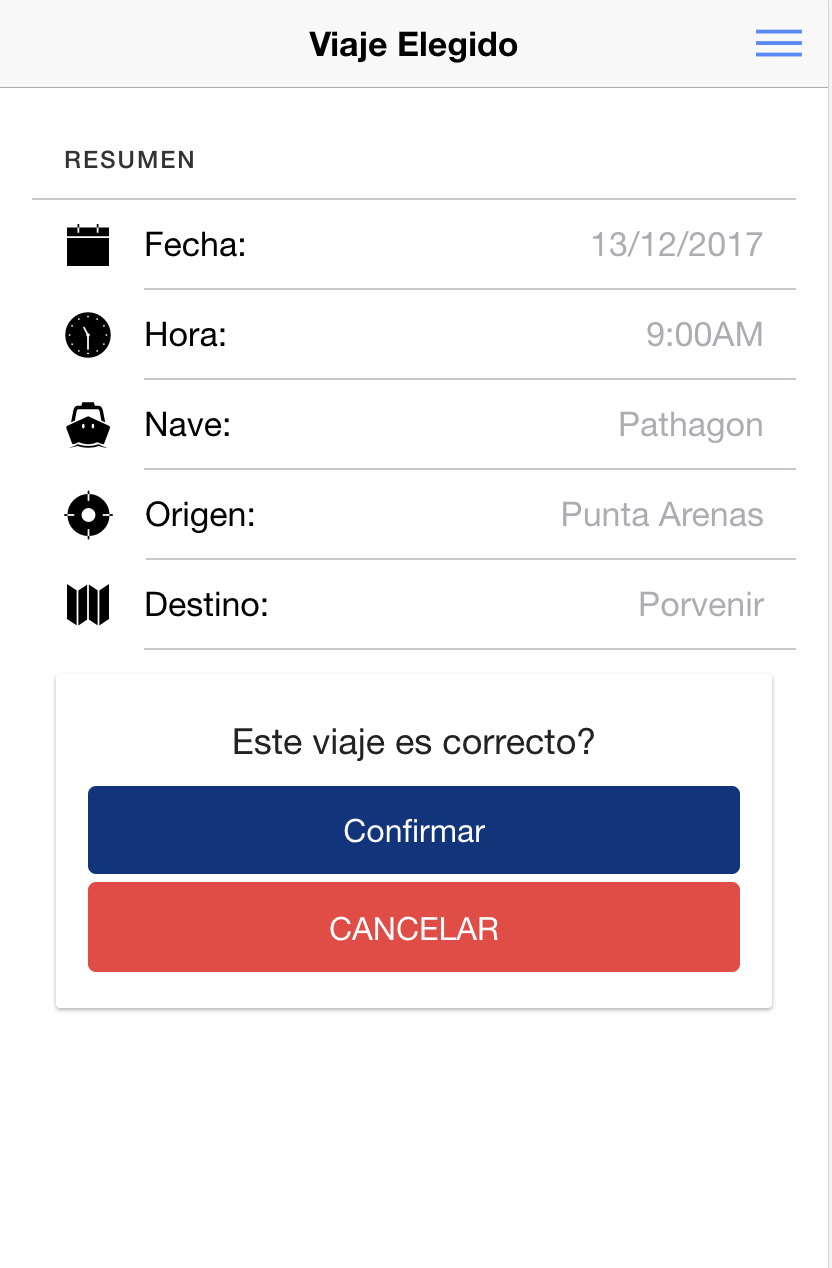 Viaje Elegido
RESUMEN
Fecha: 13/12/2017
Hora: 9:00AM
Nave: Pathagon
Origen: Punta Arenas
Destino: Porvenir
Este viaje es correcto?
Confirmar
CANCELAR